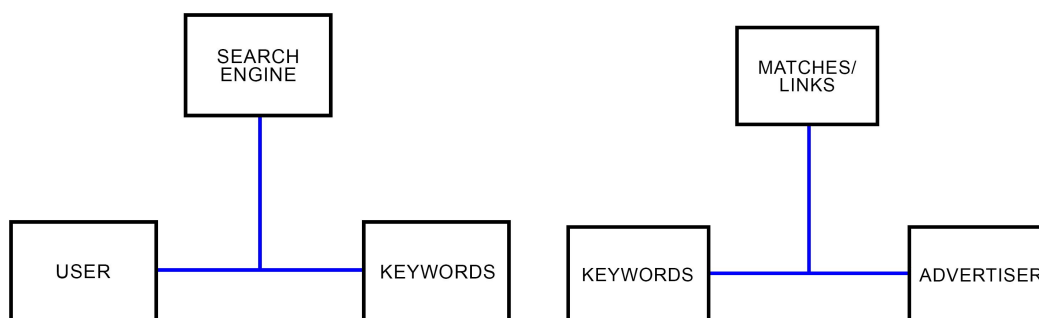 SEARCH
ENGINE
MATCHES/
LINKS
USER
KEYWORDS
KEYWORDS
ADVERTISER